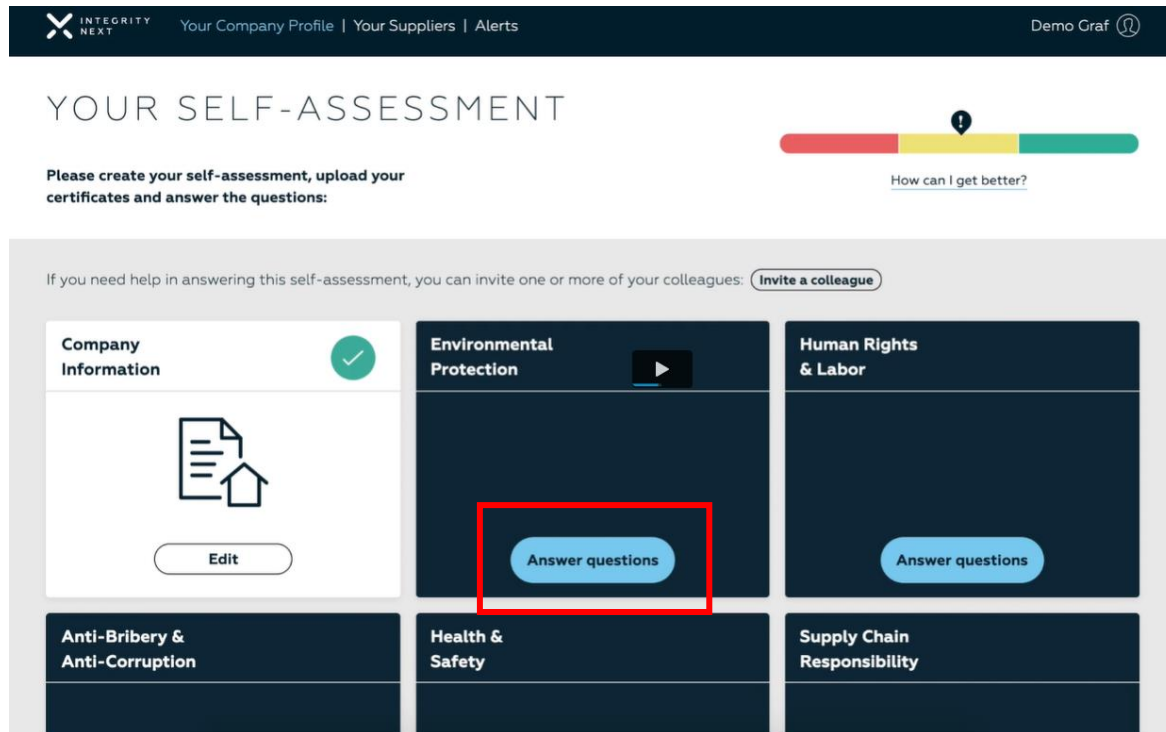 INTEGRITY
NEXT
Your Company Profile | Your Suppliers | Alerts
Demo Graf
YOUR SELF-ASSESSMENT
Please create your self-assessment, upload your
certificates and answer the questions:
How can I get better?
If you need help in answering this self-assessment, you can invite one or more of your colleagues: Invite a colleague
Company
Information
Edit
Environmental
Protection
Answer questions
Human Rights
& Labor
Answer questions
Anti-Bribery &
Anti-Corruption
Health &
Safety
Supply Chain
Responsibility